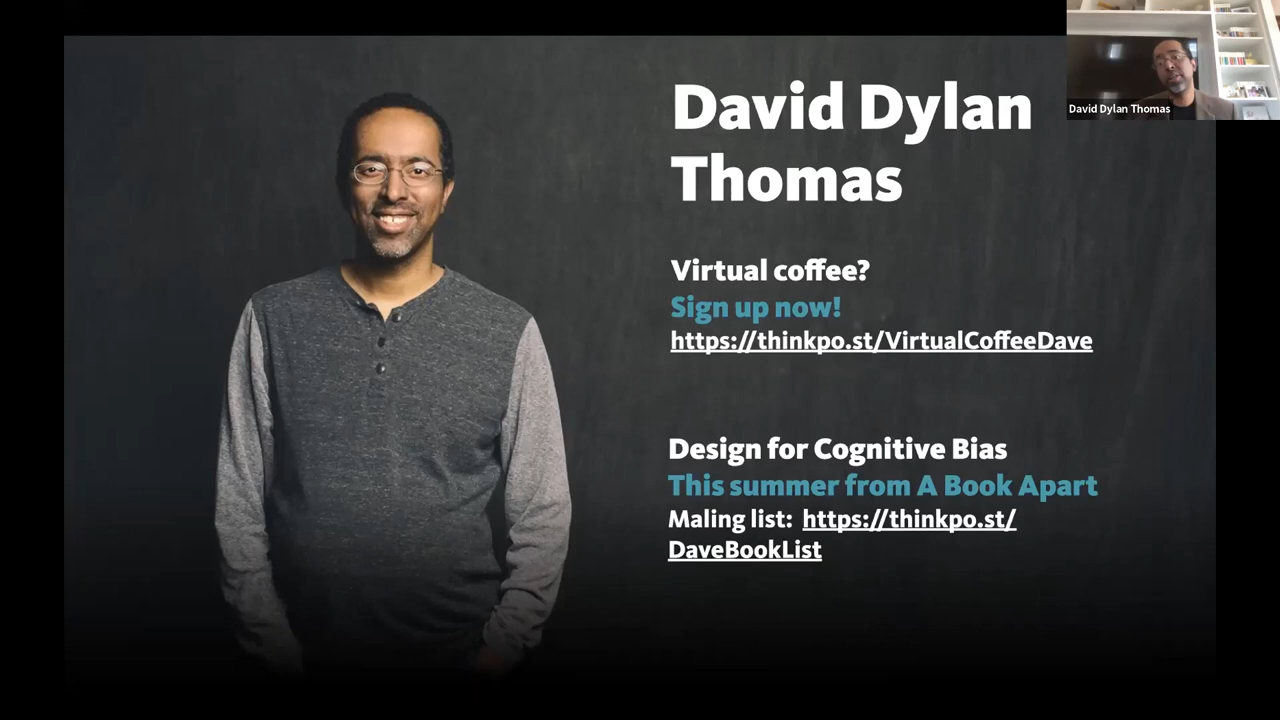 David Dylan
Thomas
David Dylan Thomas
Virtual coffee?
Sign up now!
https://thinkpo.st/VirtualCoffeeDave
Design for Cognitive Bias
This summer from A Book Apart
Maling list: https://thinkpo.st/
DaveBookList